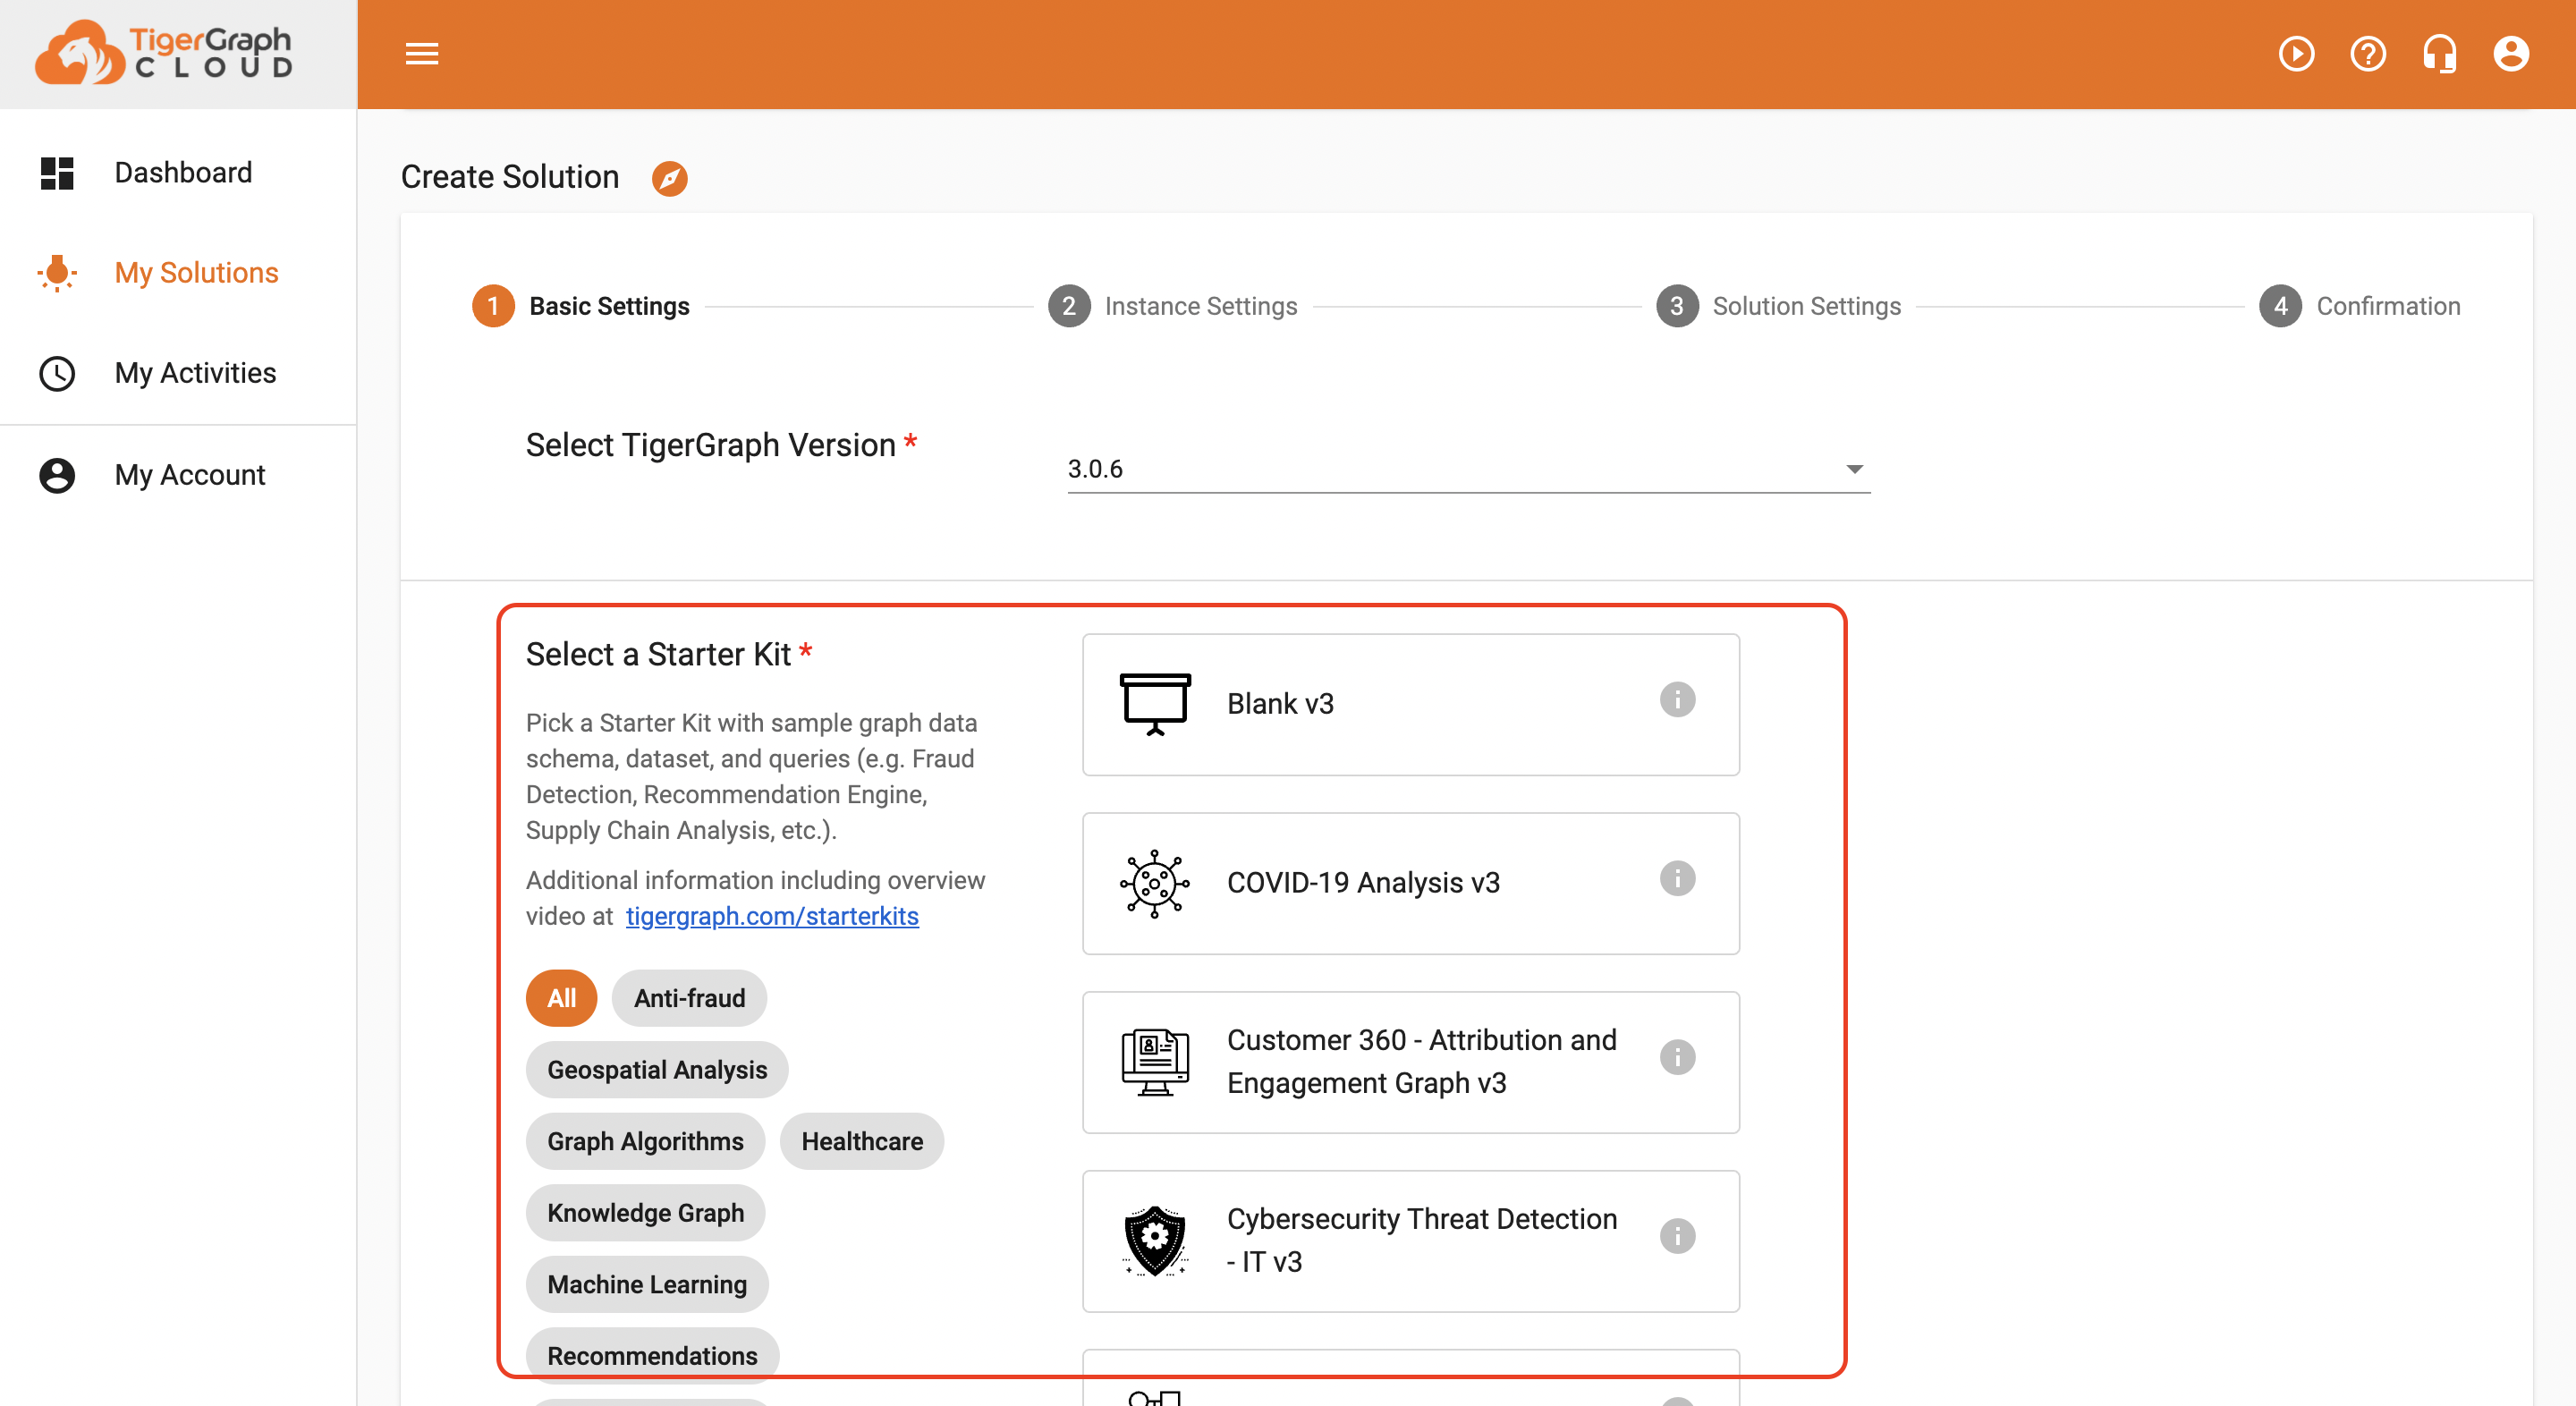 TigerGraph
CLOUD
Dashboard
My Solutions
My Activities
My Account
Create Solution
1 Basic Settings
2 Instance Settings
3 Solution Settings
4 Confirmation
Select TigerGraph Version *
3.0.6
Select a Starter Kit *
Pick a Starter Kit with sample graph data
schema, dataset, and queries (e.g. Fraud
Detection, Recommendation Engine,
Supply Chain Analysis, etc.).
Additional information including overview
video at tigergraph.com/starterkits
All
Anti-fraud
Geospatial Analysis
Graph Algorithms
Healthcare
Knowledge Graph
Machine Learning
Recommendations
Blank v3
COVID-19 Analysis v3
Customer 360 - Attribution and
Engagement Graph v3
Cybersecurity Threat Detection
- IT v3